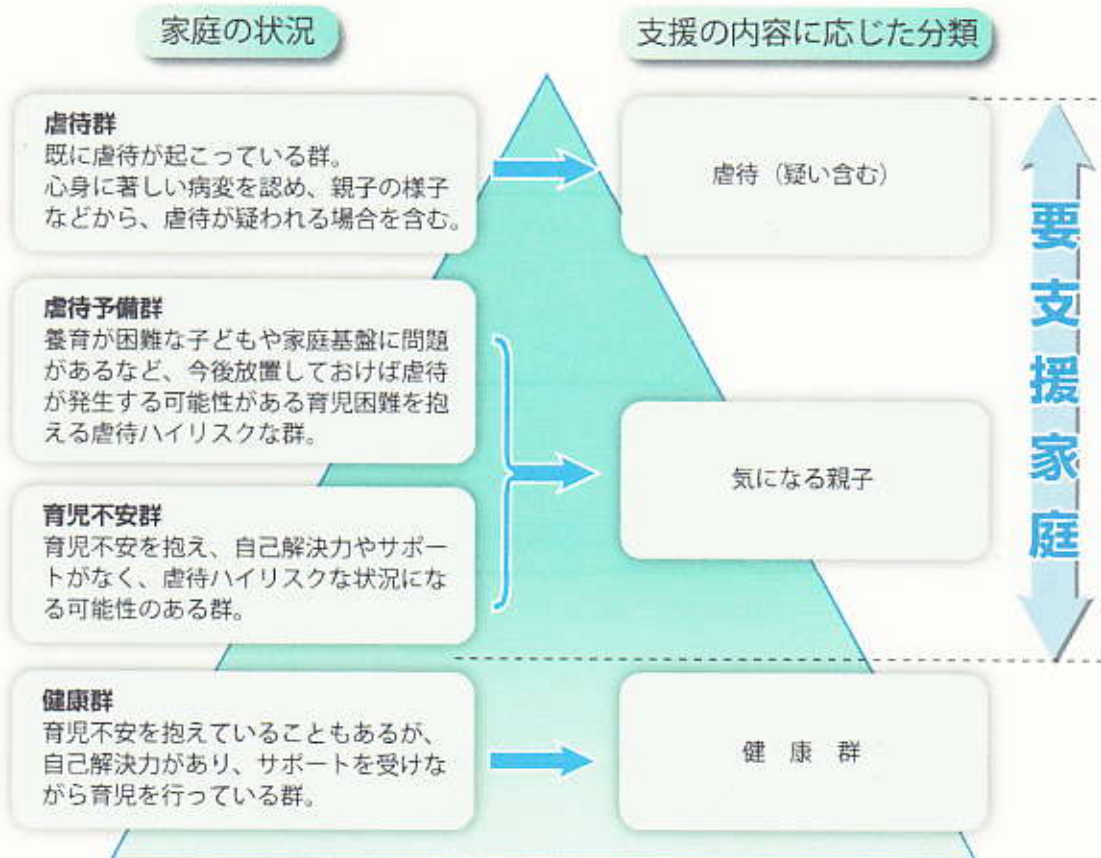 家庭の状況
支援の内容に応じた分類
虐待群
既に虐待が起こっている群。
心身に著しい病変を認め、親子の様子
などから、虐待が疑われる場合を含む。
虐待（疑い含む）
虐待予備群
養育が困難な子どもや家庭基盤に問題
があるなど、今後放置しておけば虐待
が発生する可能性がある育児困難を抱
える虐待ハイリスクな群。
育児不安群
育児不安を抱え、自己解決力やサポー
トがなく、虐待ハイリスクな状況にな
る可能性のある群。
気になる親子
要支援家庭
健康群
育児不安を抱えていることもあるが、
自己解決力があり、サポートを受けな
がら育児を行っている群。
健　康　群